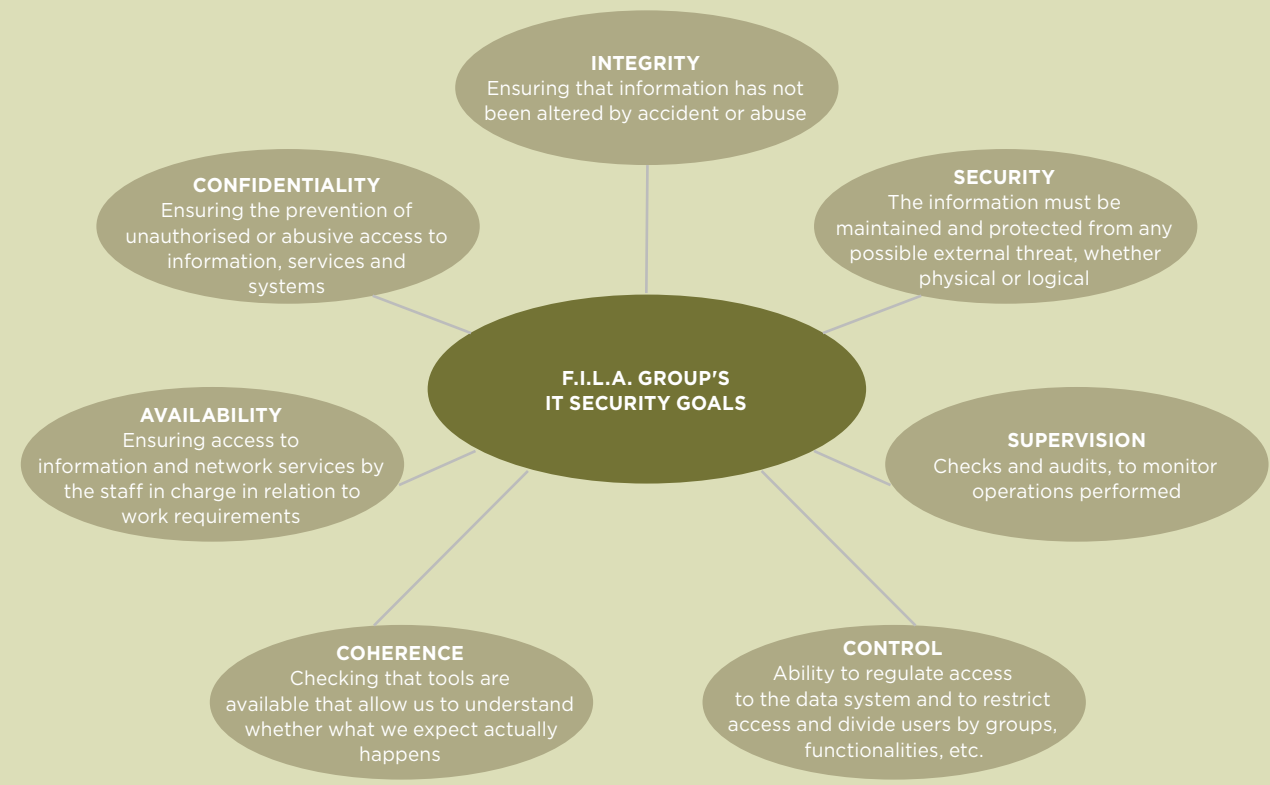 INTEGRITY
Ensuring that information has not
been altered by accident or abuse
CONFIDENTIALITY
Ensuring the prevention of
unauthorised or abusive access to
information, services and
systems
SECURITY
The information must be
maintained and protected from any
possible external threat, whether
physical or logical
F.I.L.A. GROUP'S
IT SECURITY GOALS
AVAILABILITY
Ensuring access to
information and network services by
the staff in charge in relation to
work requirements
SUPERVISION
Checks and audits, to monitor
operations performed
COHERENCE
Checking that tools are
available that allow us to understand
whether what we expect actually
happens
CONTROL
Ability to regulate access
to the data system and to restrict
access and divide users by groups,
functionalities, etc.